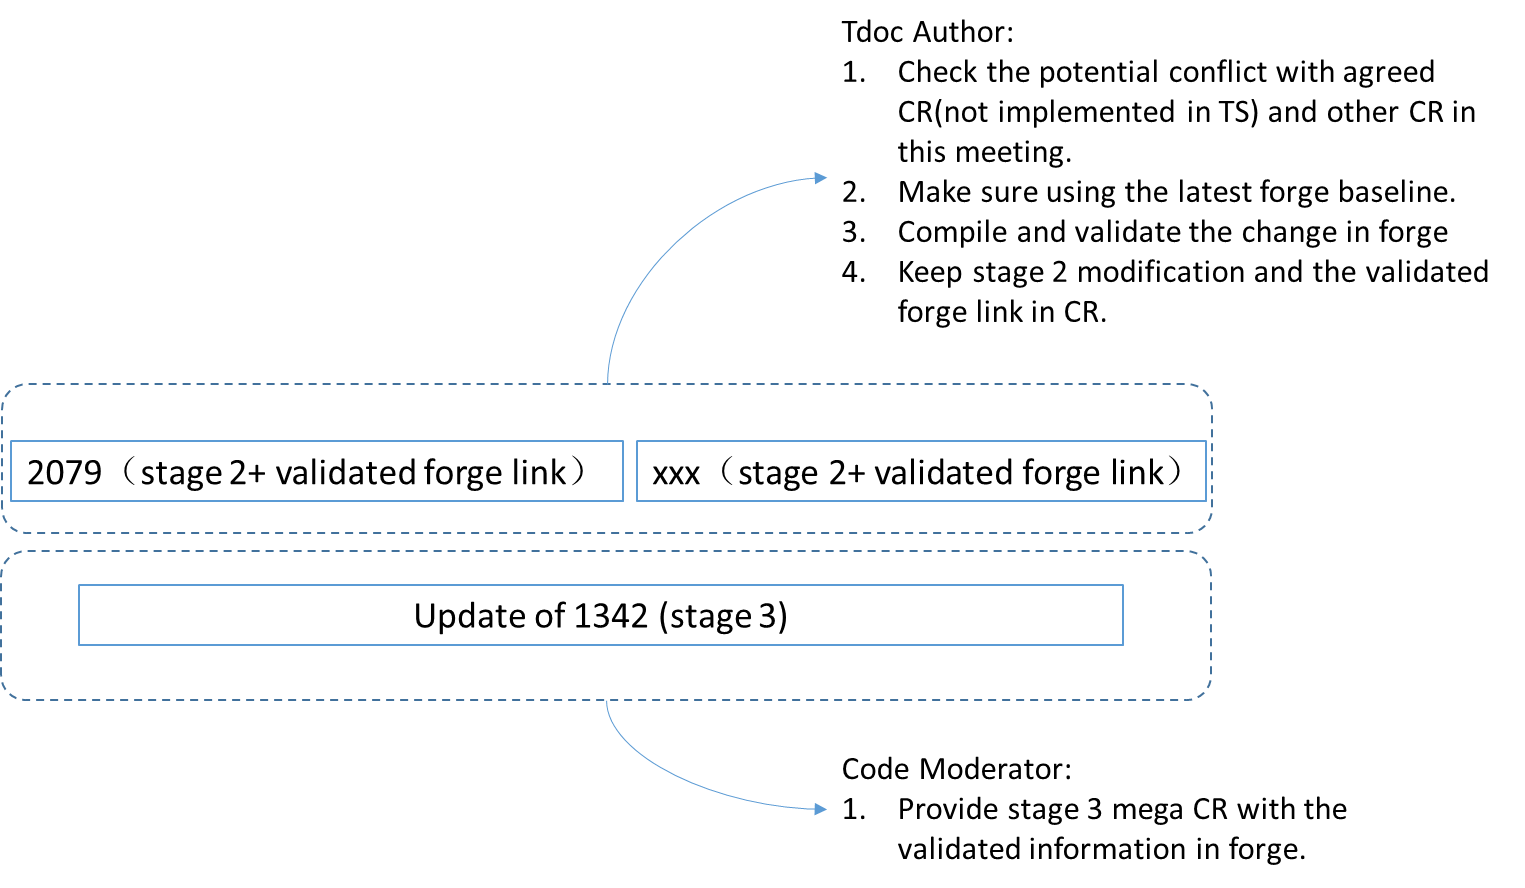 Tdoc Author:
1. Check the potential conflict with agreed
CR(not implemented in TS) and other CR in
this meeting.
2. Make sure using the latest forge baseline.
3. Compile and validate the change in forge
4. Keep stage 2 modification and the validated
forge link in CR.
2079（stage 2+ validated forge link）
xxx（stage 2+ validated forge link）
Update of 1342 (stage 3)
Code Moderator:
1. Provide stage 3 mega CR with the
validated information in forge.